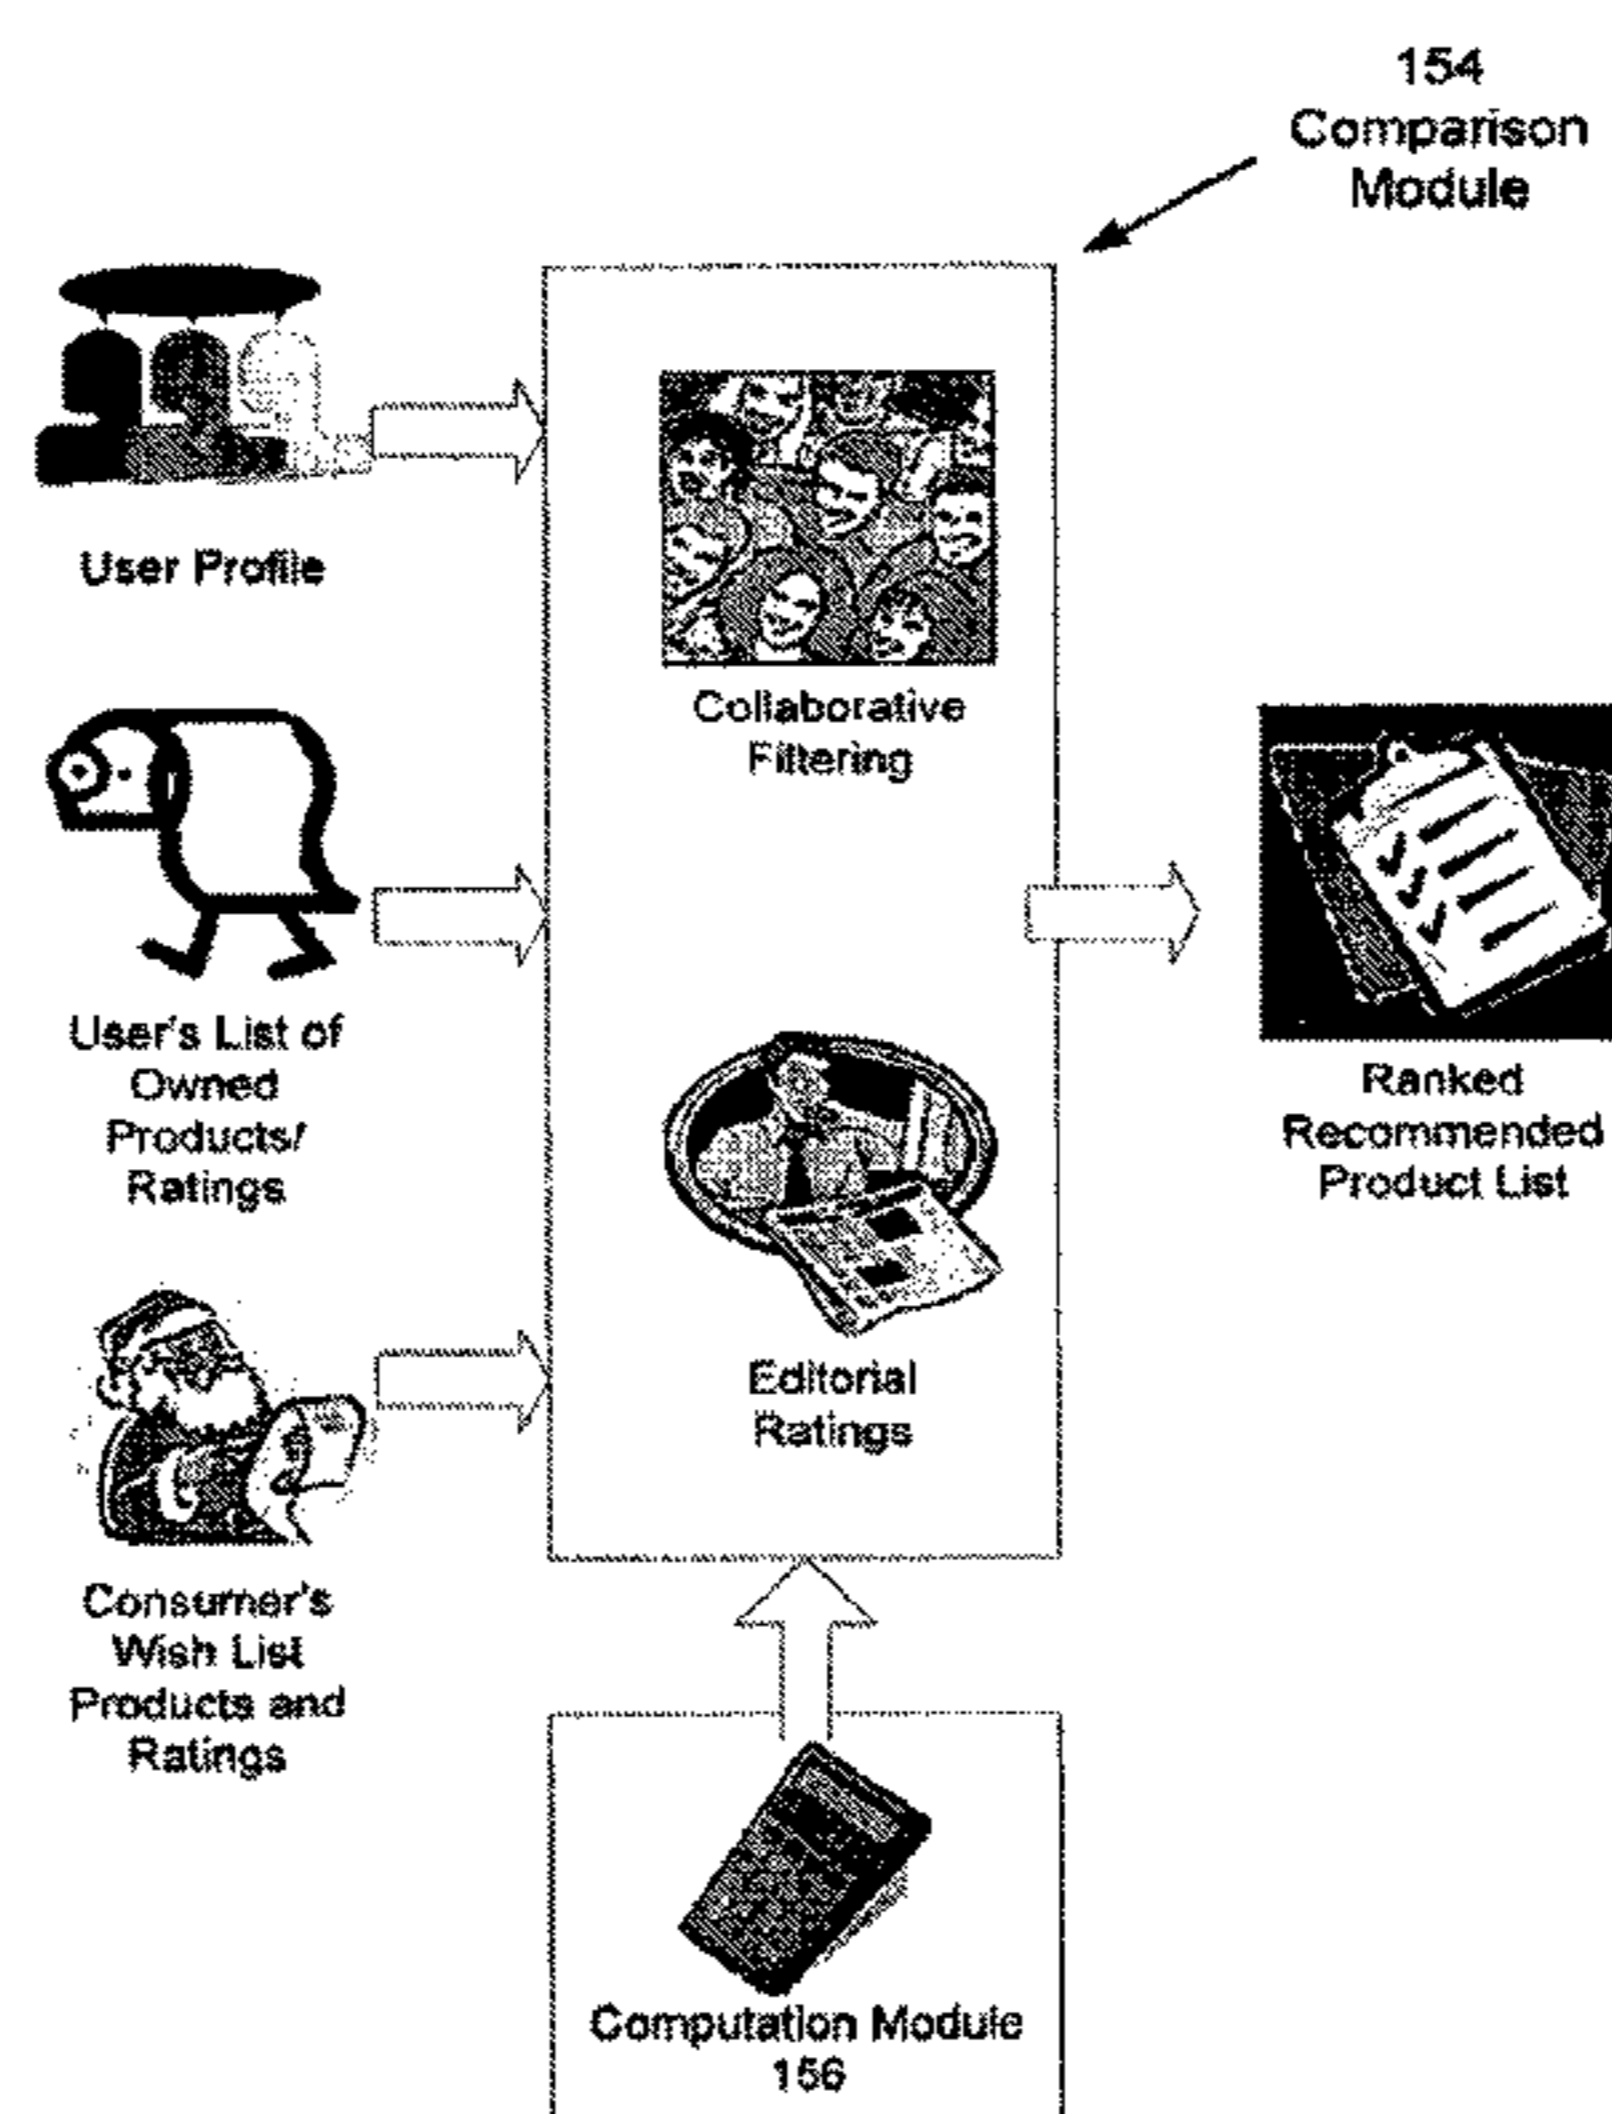 154
Comparison
Module
User Profile
Collaborative
Filtering
User's List of
Owned
Products/
Ratings
Ranked
Recommended
Product List
Editorial
Ratings
Consumer's
Wish List
Products and
Ratings
Computation Module
156